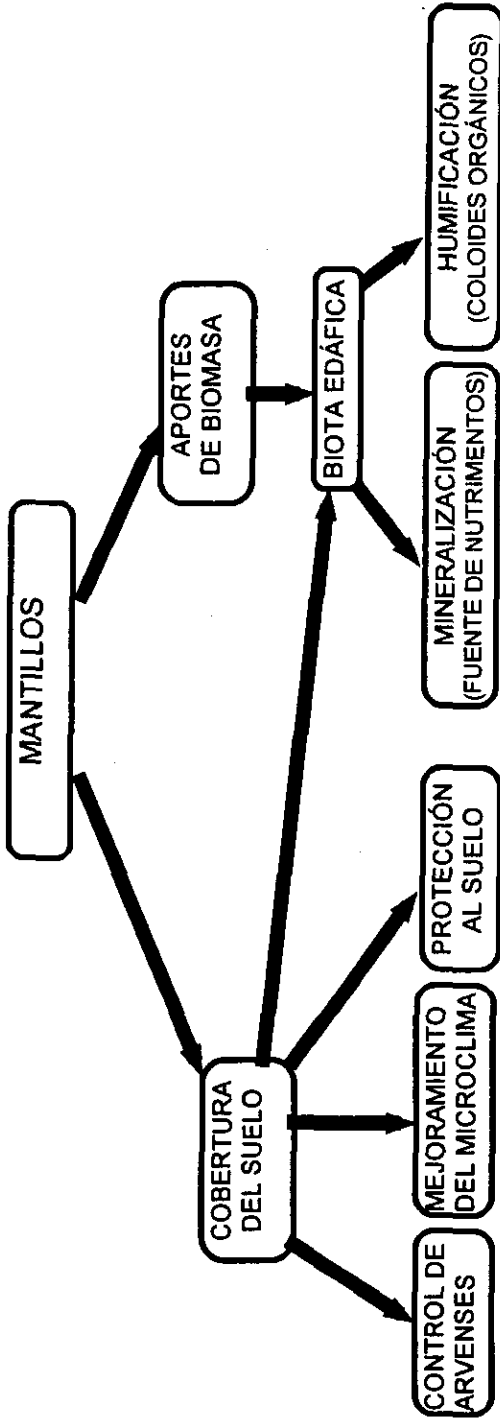 MANTILLOS
COBERTURA
DEL SUELO
APORTES
DE BIOMASA
BIOTA EDÁFICA
CONTROL DE
ARVENSES
MEJORAMIENTO
DEL MICROCLIMA
PROTECCIÓN
AL SUELO
MINERALIZACIÓN
(FUENTE DE NUTRIMENTOS)
HUMIFICACIÓN
(COLOIDES ORGÁNICOS)